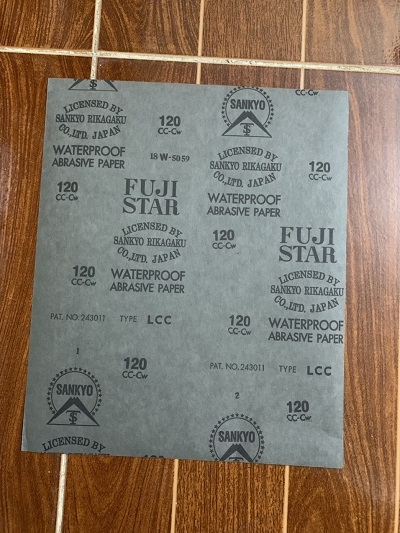 LICENSED BY
SANKYO RIKAGAKU
CO.,LTD. JAPAN
120
CC-Cw
SANKYO
WATERPROOF
ABRASIVE PAPER
18 W-5059
LICENSED BY
SANKYO RIKAGAKU
CO.,LTD. JAPAN
120
CC-Cw
120
CC-Cw
FUJI
STAR
WATERPROOF
ABRASIVE PAPER
LICENSED BY
SANKYO RIKAGAKU
CO.,LTD. JAPAN
120
CC-Cw
FUJI
STAR
120
CC-Cw
WATERPROOF
ABRASIVE PAPER
LICENSED BY
SANKYO RIKAGAKU
CO.,LTD. JAPAN
PAT. NO. 243011 TYPE LCC
120
CC-Cw
WATERPROOF
ABRASIVE PAPER
1
120
CC-Cw
PAT. NO. 243011 TYPE LCC
SANKYO
2
120
CC-Cw
LICENSED BY
SANKYO